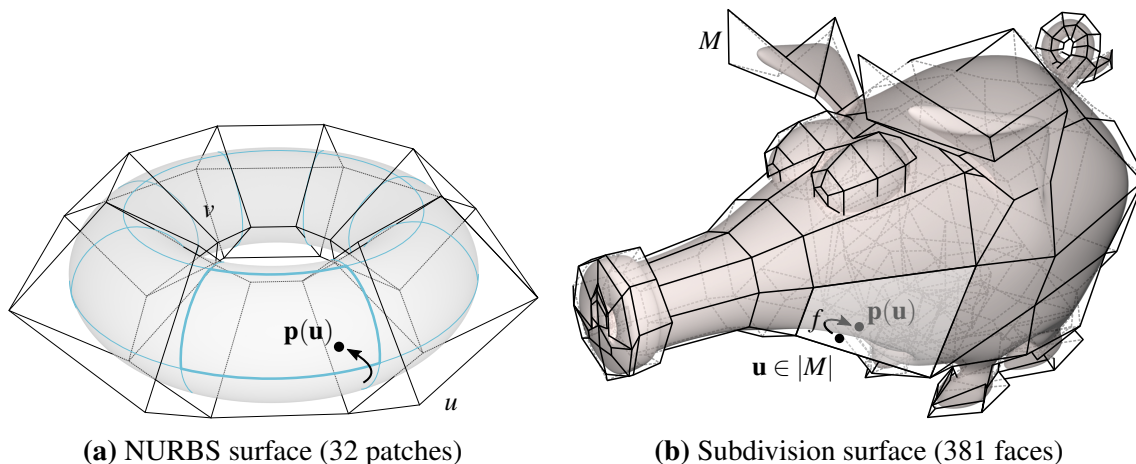 M
v
p(u)
u
f
p(u)
u ∈ |M|
(a) NURBS surface (32 patches)
(b) Subdivision surface (381 faces)